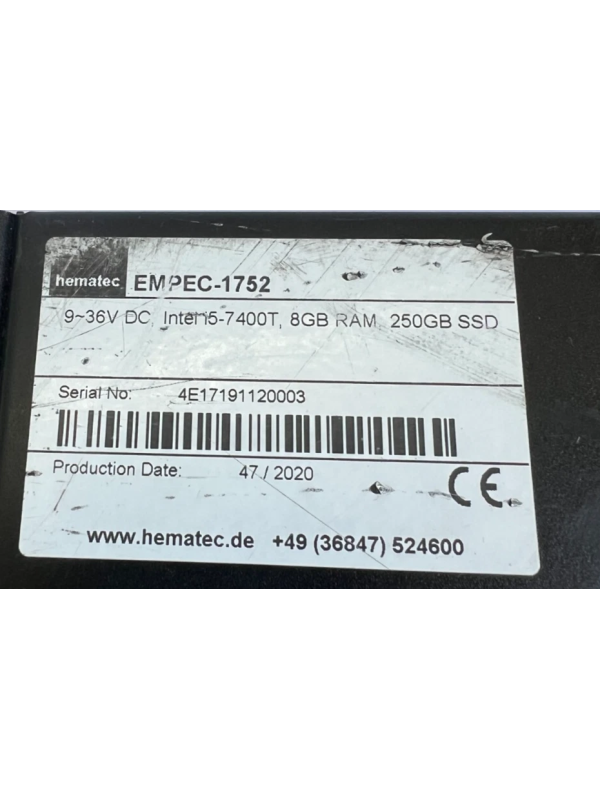 hematec EMPEC-1752
9~36V DC, Intel i5-7400T, 8GB RAM, 250GB SSD
Serial No: 4E17191120003
Production Date: 47 / 2020
CE
www.hematec.de +49 (36847) 524600